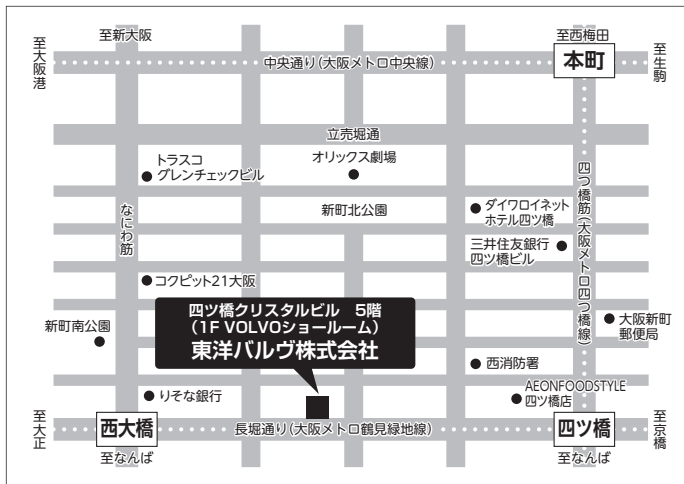 至新大阪
至西梅田
至大阪港
中央通り(大阪メトロ中央線)
本町
至生駒
立売堀通
トラスコ
グレンチェックビル
オリックス劇場
なにわ筋
新町北公園
ダイワロイネット
ホテル四ツ橋
四つ橋筋(大阪メトロ四つ橋線)
三井住友銀行
四ツ橋ビル
コクピット21大阪
四ツ橋クリスタルビル 5階
(1F VOLVOショールーム)
東洋バルヴ株式会社
新町南公園
大阪新町
郵便局
西消防署
りそな銀行
AEONFOODSTYLE
四ツ橋店
至大正
西大橋
長堀通り(大阪メトロ鶴見緑地線)
四ツ橋
至京橋
至なんば
至なんば